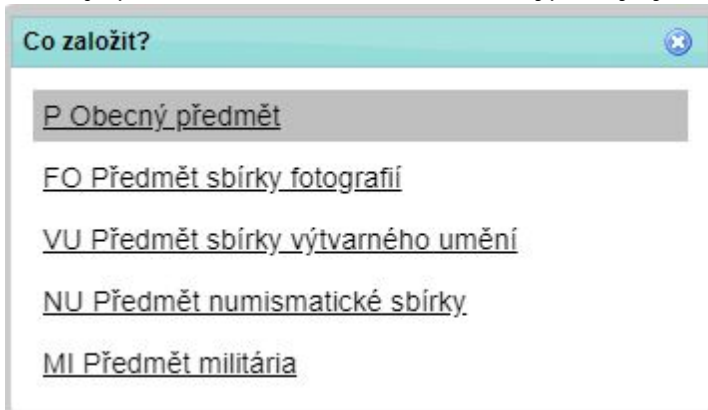 Co založit?
P Obecný předmět
FO Předmět sbírky fotografií
VU Předmět sbírky výtvarného umění
NU Předmět numismatické sbírky
MI Předmět militária